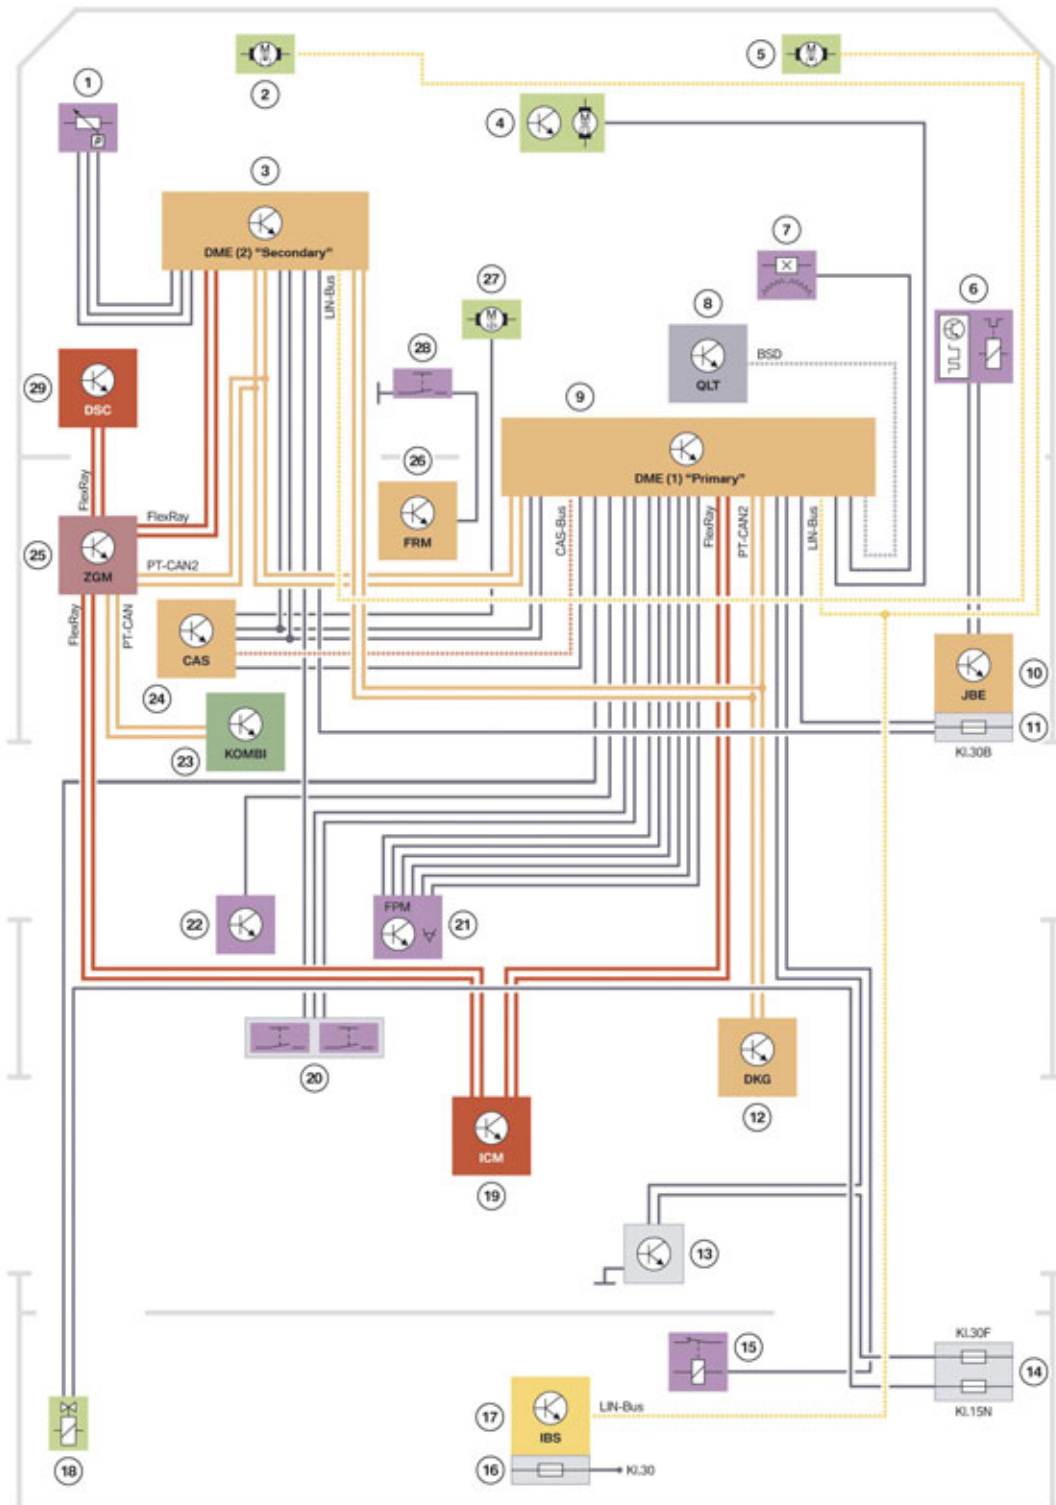 M
2
M
5
1
P
4
M
3
DME (2) "Secondary"
7
27
LIN-Bus
M
8
6
28
BSD
QLT
29
DSC
9
26
DME (1) "Primary"
FlexRay
FlexRay
FRM
CAS-Bus
FlexRay
PT-CAN2
LIN-Bus
25
ZGM
PT-CAN2
FlexRay
PT-CAN
CAS
24
JBE
10
KOMBI
23
11
Kl.30B
FPM
22
21
20
DKG
12
ICM
19
13
Kl.30F
15
14
17
LIN-Bus
Kl.15N
IBS
18
16
Kl.30